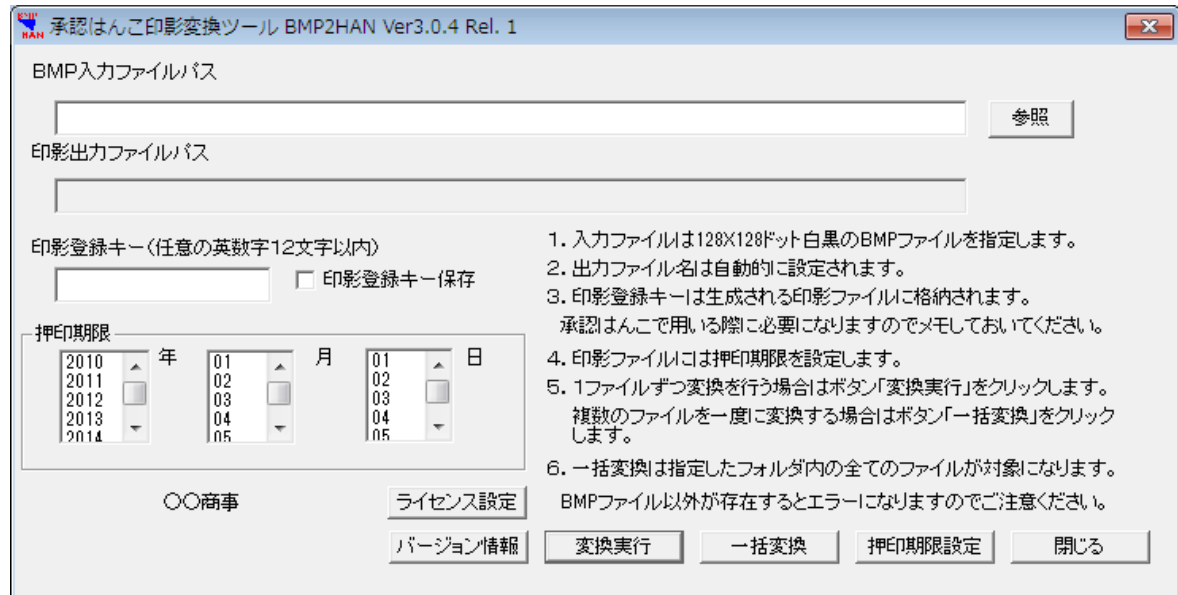 BMP
HAN
承認はんこ印影変換ツール BMP2HAN Ver3.0.4 Rel. 1
BMP入力ファイルパス
参照
印影出力ファイルパス
印影登録キー(任意の英数字12文字以内)
印影登録キー保存
押印期限
2010
2011
2012
2013
2014
年
01
02
03
04
05
月
01
02
03
04
05
日
○○商事
ライセンス設定
バージョン情報
1. 入力ファイルは128X128ドット白黒のBMPファイルを指定します。
2. 出力ファイル名は自動的に設定されます。
3. 印影登録キーは生成される印影ファイルに格納されます。
承認はんこで用いる際に必要になりますのでメモしておいてください。
4. 印影ファイルには押印期限を設定します。
5. 1ファイルずつ変換を行う場合はボタン「変換実行」をクリックします。
複数のファイルを一度に変換する場合はボタン「一括変換」をクリック
します。
6. 一括変換は指定したフォルダ内の全てのファイルが対象になります。
BMPファイル以外が存在するとエラーになりますのでご注意ください。
変換実行
一括変換
押印期限設定
閉じる